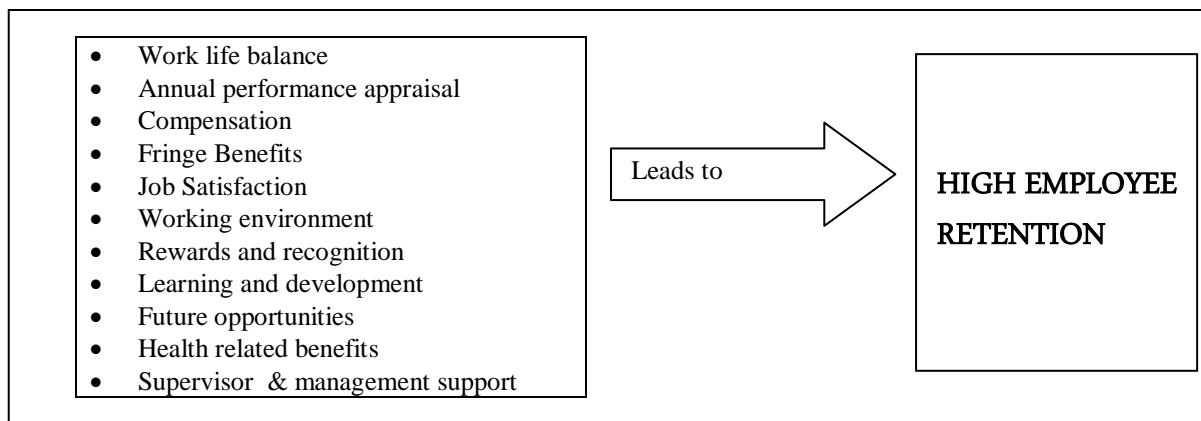 • Work life balance
• Annual performance appraisal
• Compensation
• Fringe Benefits
• Job Satisfaction
• Working environment
• Rewards and recognition
• Learning and development
• Future opportunities
• Health related benefits
• Supervisor & management support
Leads to
HIGH EMPLOYEE
RETENTION